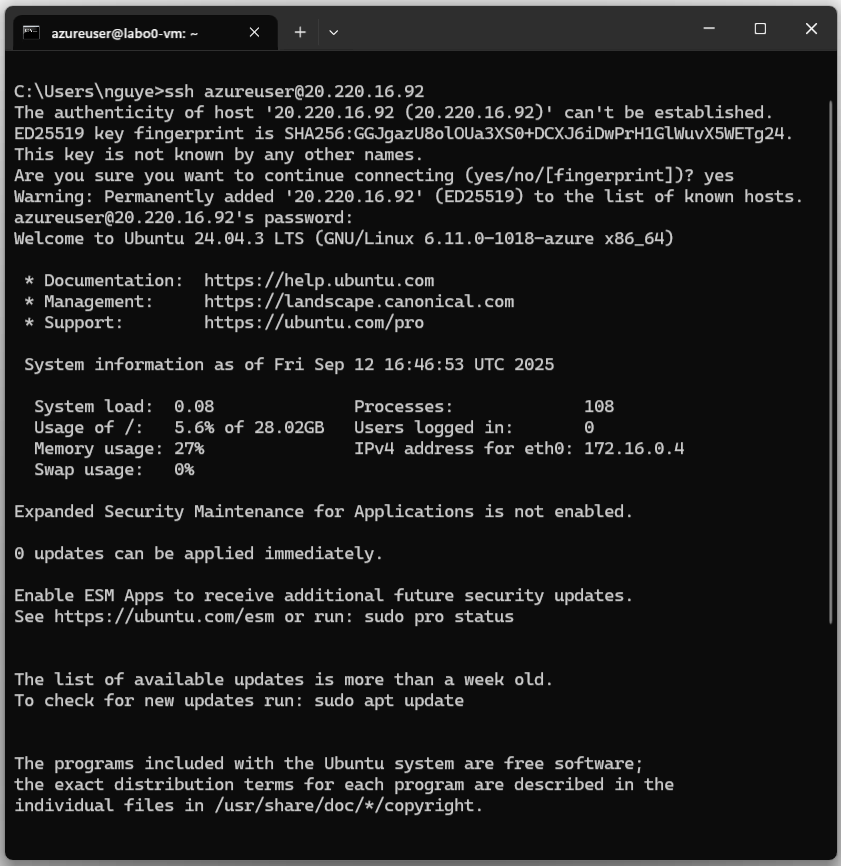 azureuser@labo0-vm: ~
C:\Users\nguye>ssh azureuser@20.220.16.92
The authenticity of host '20.220.16.92 (20.220.16.92)' can't be established.
ED25519 key fingerprint is SHA256:GGJgazU8olOUa3XS0+DCXJ6iDwPrH1GlWuvX5WETg24.
This key is not known by any other names.
Are you sure you want to continue connecting (yes/no/[fingerprint])? yes
Warning: Permanently added '20.220.16.92' (ED25519) to the list of known hosts.
azureuser@20.220.16.92's password:
Welcome to Ubuntu 24.04.3 LTS (GNU/Linux 6.11.0-1018-azure x86_64)
* Documentation:  https://help.ubuntu.com
* Management:     https://landscape.canonical.com
* Support:        https://ubuntu.com/pro
System information as of Fri Sep 12 16:46:53 UTC 2025
System load:  0.08              Processes:             108
Usage of /:   5.6% of 28.02GB   Users logged in:       0
Memory usage: 27%               IPv4 address for eth0: 172.16.0.4
Swap usage:   0%
Expanded Security Maintenance for Applications is not enabled.
0 updates can be applied immediately.
Enable ESM Apps to receive additional future security updates.
See https://ubuntu.com/esm or run: sudo pro status
The list of available updates is more than a week old.
To check for new updates run: sudo apt update
The programs included with the Ubuntu system are free software;
the exact distribution terms for each program are described in the
individual files in /usr/share/doc/*/copyright.